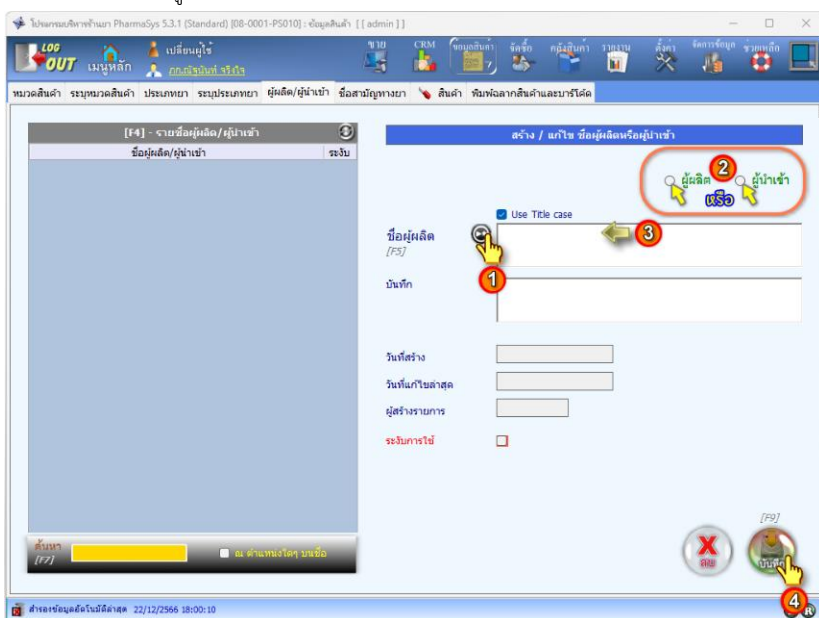 โปรแกรมบริหารร้านยา PharmaSys 5.3.1 (Standard) [08-0001-PS010] : ข้อมูลสินค้า [ [ admin ] ]
LOG OUT
เมนูหลัก
เปลี่ยนผู้ใช้
ขาย
CRM
ข้อมูลสินค้า
จัดซื้อ
คลังสินค้า
รายงาน
ตั้งค่า
จัดการข้อมูล
ช่วยเหลือ
หมวดสินค้า ระบุหมวดสินค้า ประเภทยา ระบุประเภทยา ผู้ผลิต/ผู้นำเข้า ชื่อสามัญทางยา สินค้า พิมพ์ฉลากสินค้าและบาร์โค้ด
[F4] - รายชื่อผู้ผลิต/ผู้นำเข้า
ชื่อผู้ผลิต/ผู้นำเข้า ระงับ
สร้าง / แก้ไข ชื่อผู้ผลิตหรือผู้นำเข้า
ผู้ผลิต 2 ผู้นำเข้า
หรือ
Use Title case
ชื่อผู้ผลิต
3
[F5]
1
บันทึก
วันที่สร้าง
วันที่แก้ไขล่าสุด
ผู้สร้างรายการ
ระงับการใช้
[F9]
ค้นหา
[F7]
ณ ตำแหน่งใดๆ บนชื่อ
X
ลบ
บันทึก
4
สำรองข้อมูลอัตโนมัติล่าสุด 22/12/2566 18:00:10
R